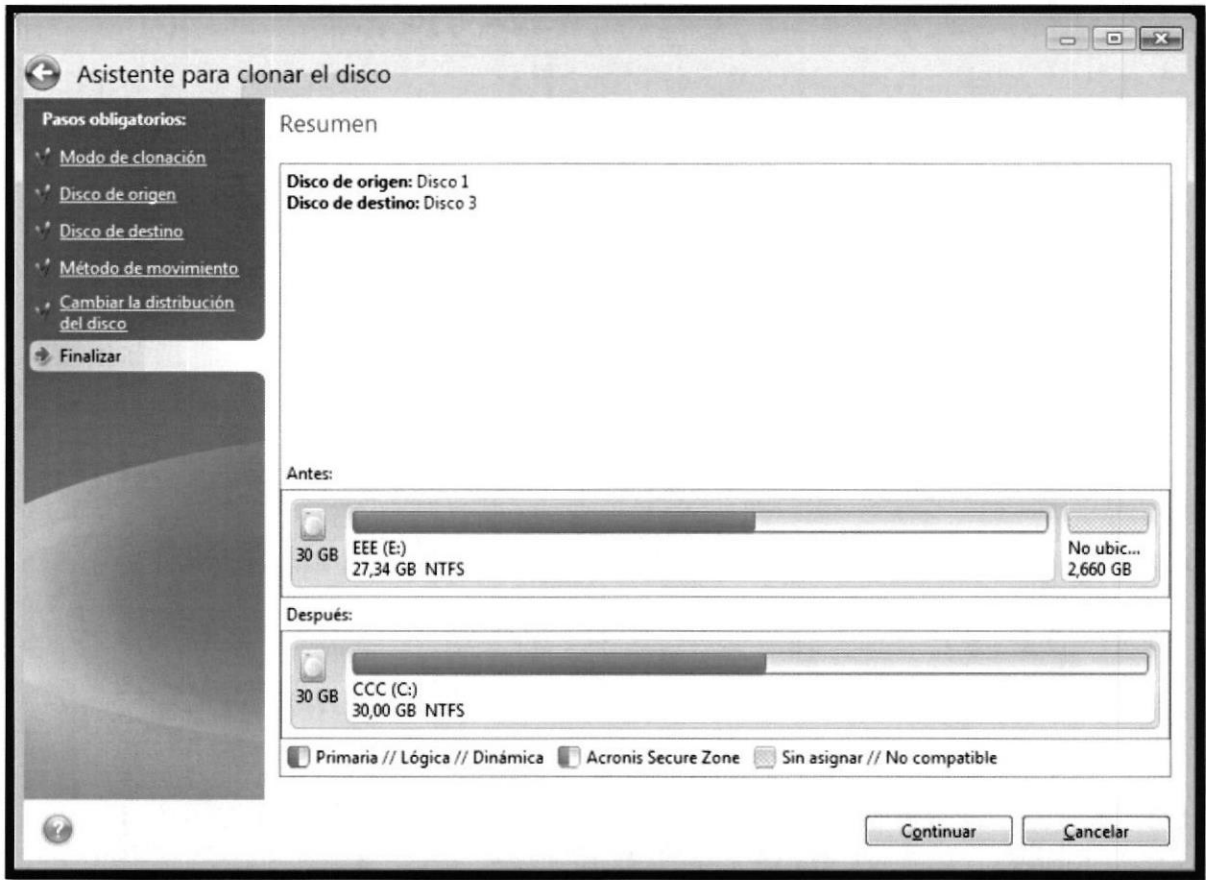 Asistente para clonar el disco
Pasos obligatorios:
Modo de clonación
Disco de origen
Disco de destino
Método de movimiento
Cambiar la distribución
del disco
Finalizar
Resumen
Disco de origen: Disco 1
Disco de destino: Disco 3
Antes:
30 GB
EEE (E:)
27,34 GB NTFS
No ubic...
2,660 GB
Después:
30 GB
CCC (C:)
30,00 GB NTFS
Primaria // Lógica // Dinámica
Acronis Secure Zone
Sin asignar // No compatible
Continuar
Cancelar